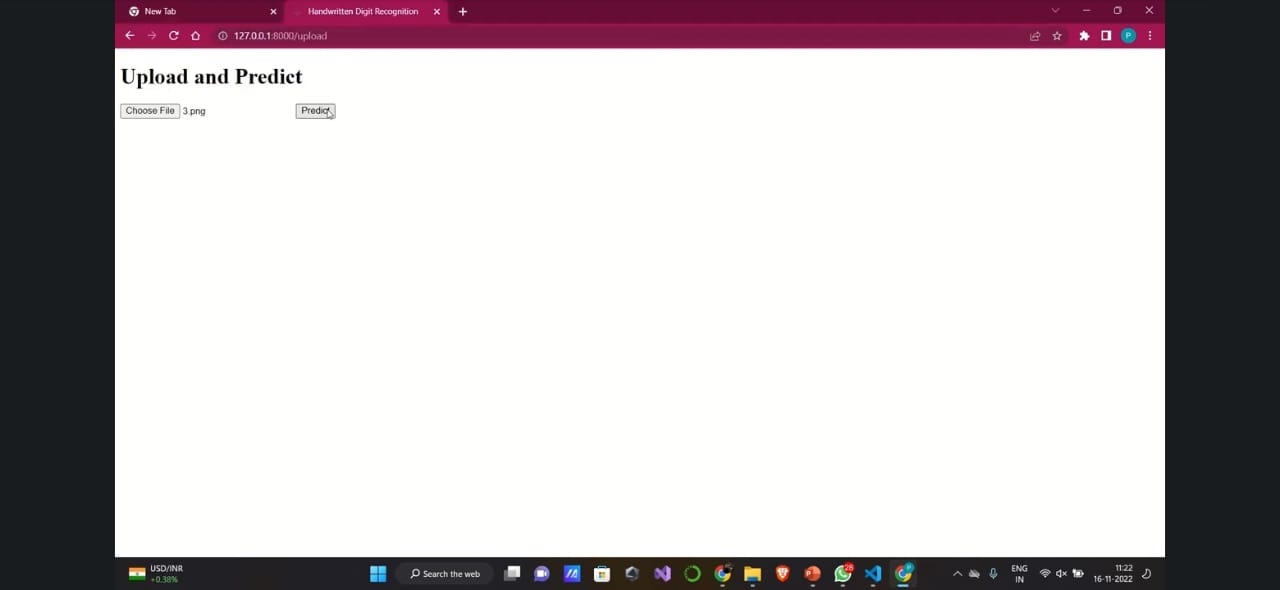 New Tab
Handwritten Digit Recognition
127.0.0.1:8000/upload
P
Upload and Predict
Choose File 3.png
Predict
USD/INR
+0.38%
Search the web
28
P
ENG
IN
11:22
16-11-2022